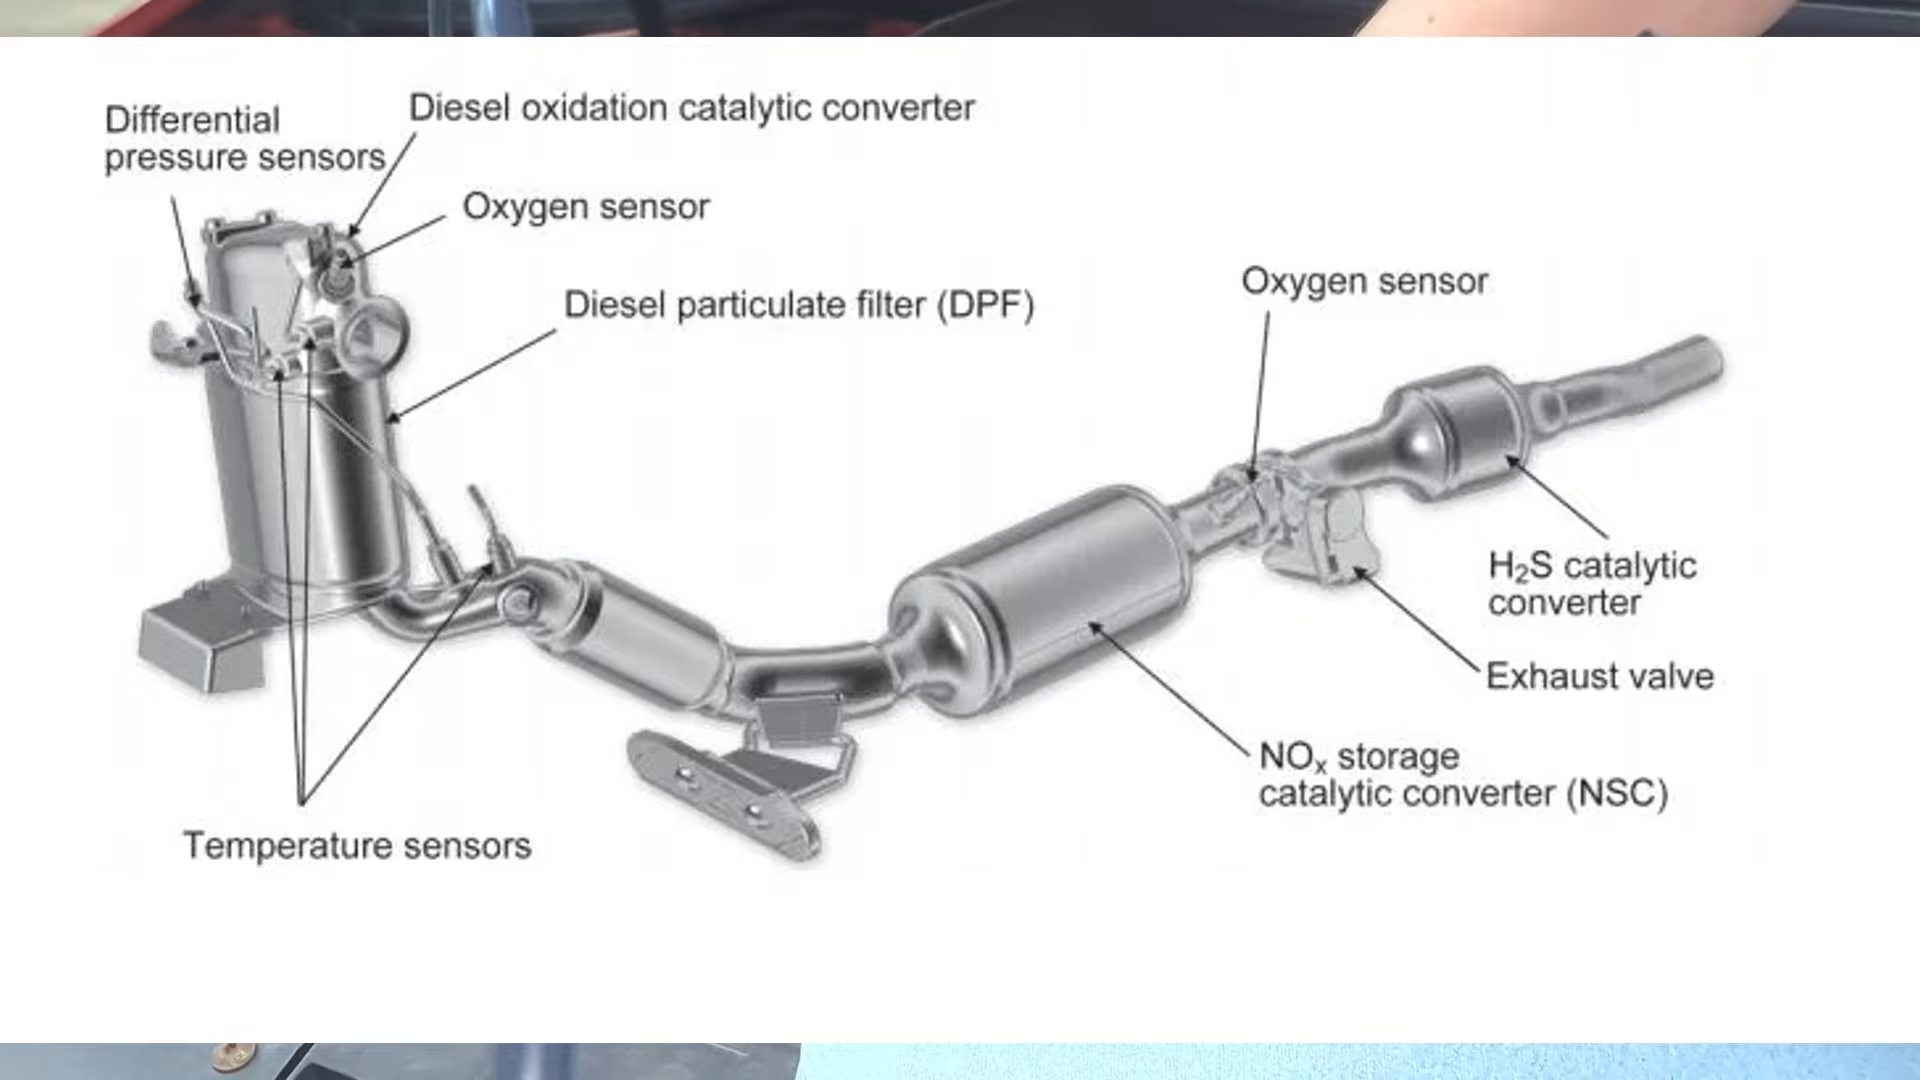 Differential
pressure sensors
Diesel oxidation catalytic converter
Oxygen sensor
Diesel particulate filter (DPF)
Oxygen sensor
H₂S catalytic
converter
Exhaust valve
NOₓ storage
catalytic converter (NSC)
Temperature sensors